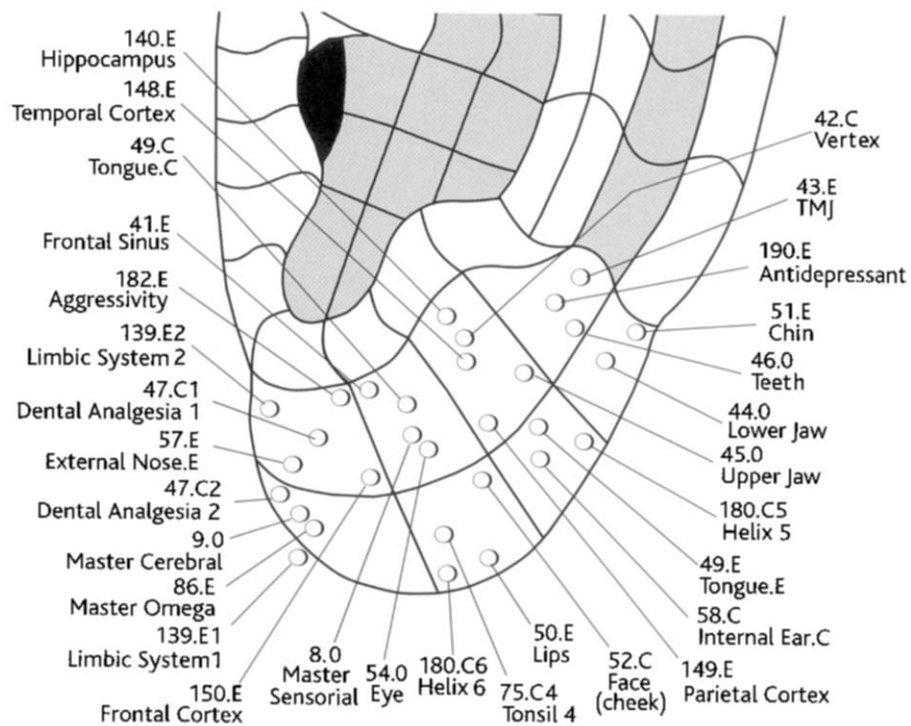 140.E
Hippocampus
148.E
Temporal Cortex
49.C
Tongue.C
41.E
Frontal Sinus
182.E
Aggressivity
139.E2
Limbic System 2
47.C1
Dental Analgesia 1
57.E
External Nose.E
47.C2
Dental Analgesia 2
9.0
Master Cerebral
86.E
Master Omega
139.E1
Limbic System1
150.E
Frontal Cortex
8.0
Master
Sensorial
54.0
Eye
180.C6
Helix 6
75.C4
Tonsil 4
50.E
Lips
52.C
Face
(cheek)
149.E
Parietal Cortex
58.C
Internal Ear.C
49.E
Tongue.E
180.C5
Helix 5
45.0
Upper Jaw
44.0
Lower Jaw
46.0
Teeth
51.E
Chin
190.E
Antidepressant
43.E
TMJ
42.C
Vertex